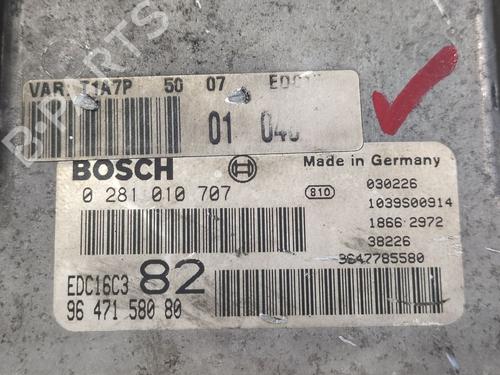 B-PARTS
VAR. T1A7P 50 07
01
BOSCH
Made in Germany
0 281 010 707
810
030226
1039S00914
1866 2972
38226
3647785580
EDC16C3 82
96 471 580 80